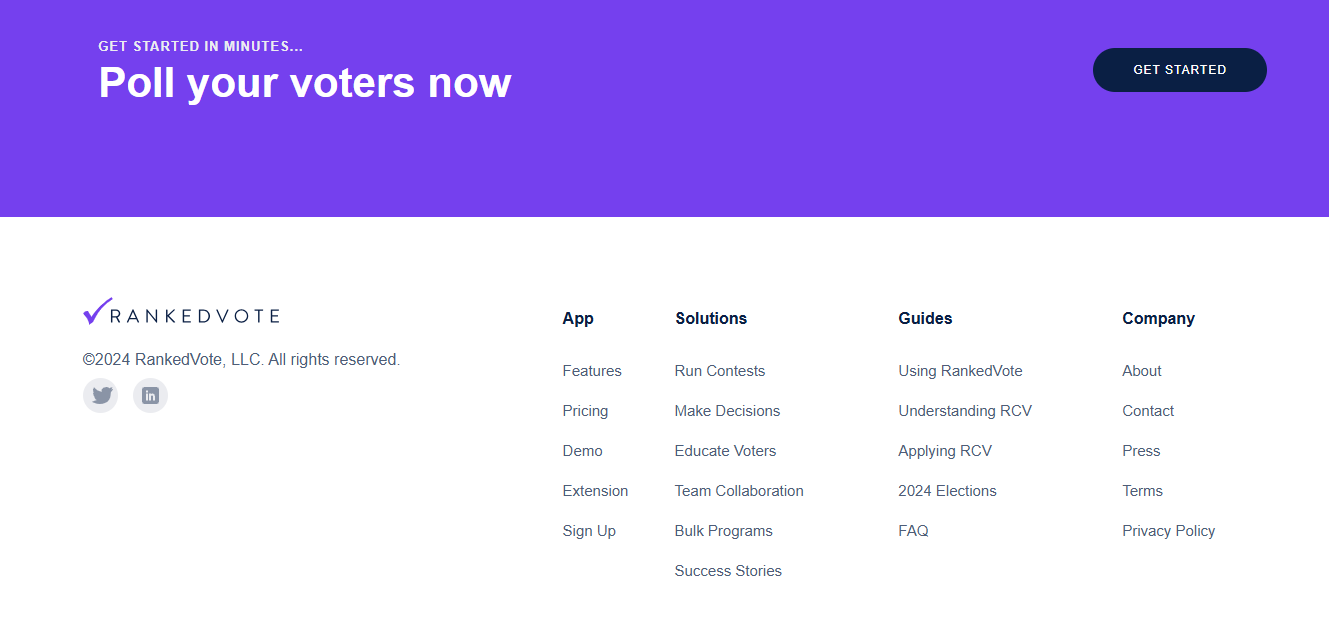 GET STARTED IN MINUTES...
Poll your voters now
GET STARTED
RANKEDVOTE
©2024 RankedVote, LLC. All rights reserved.
in
App
Features
Pricing
Demo
Extension
Sign Up
Solutions
Run Contests
Make Decisions
Educate Voters
Team Collaboration
Bulk Programs
Success Stories
Guides
Using RankedVote
Understanding RCV
Applying RCV
2024 Elections
FAQ
Company
About
Contact
Press
Terms
Privacy Policy